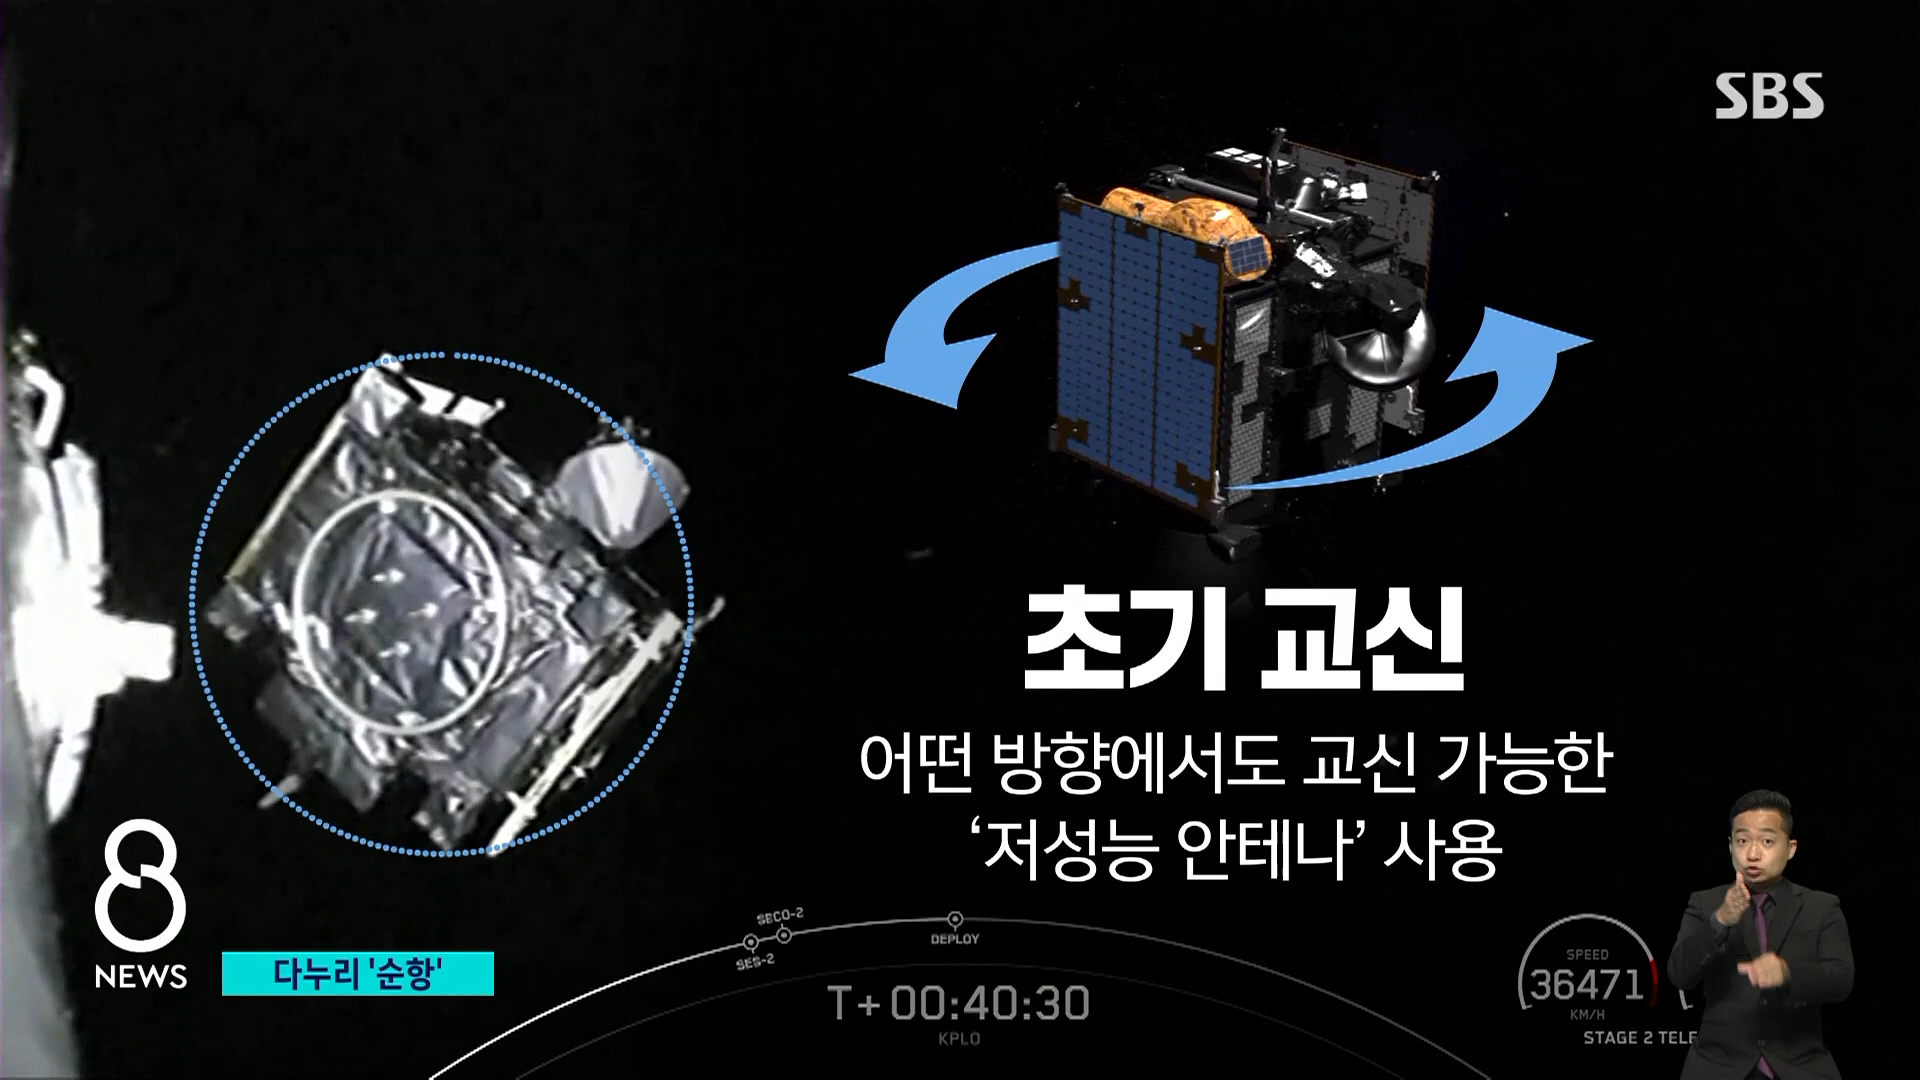 SBS
초기 교신
어떤 방향에서도 교신 가능한
‘저성능 안테나’ 사용
8
NEWS
다누리 '순항'
SECO-2
SES-2
DEPLOY
T+ 00:40:30
KPLO
SPEED
36471
KM/H
STAGE 2 TELE